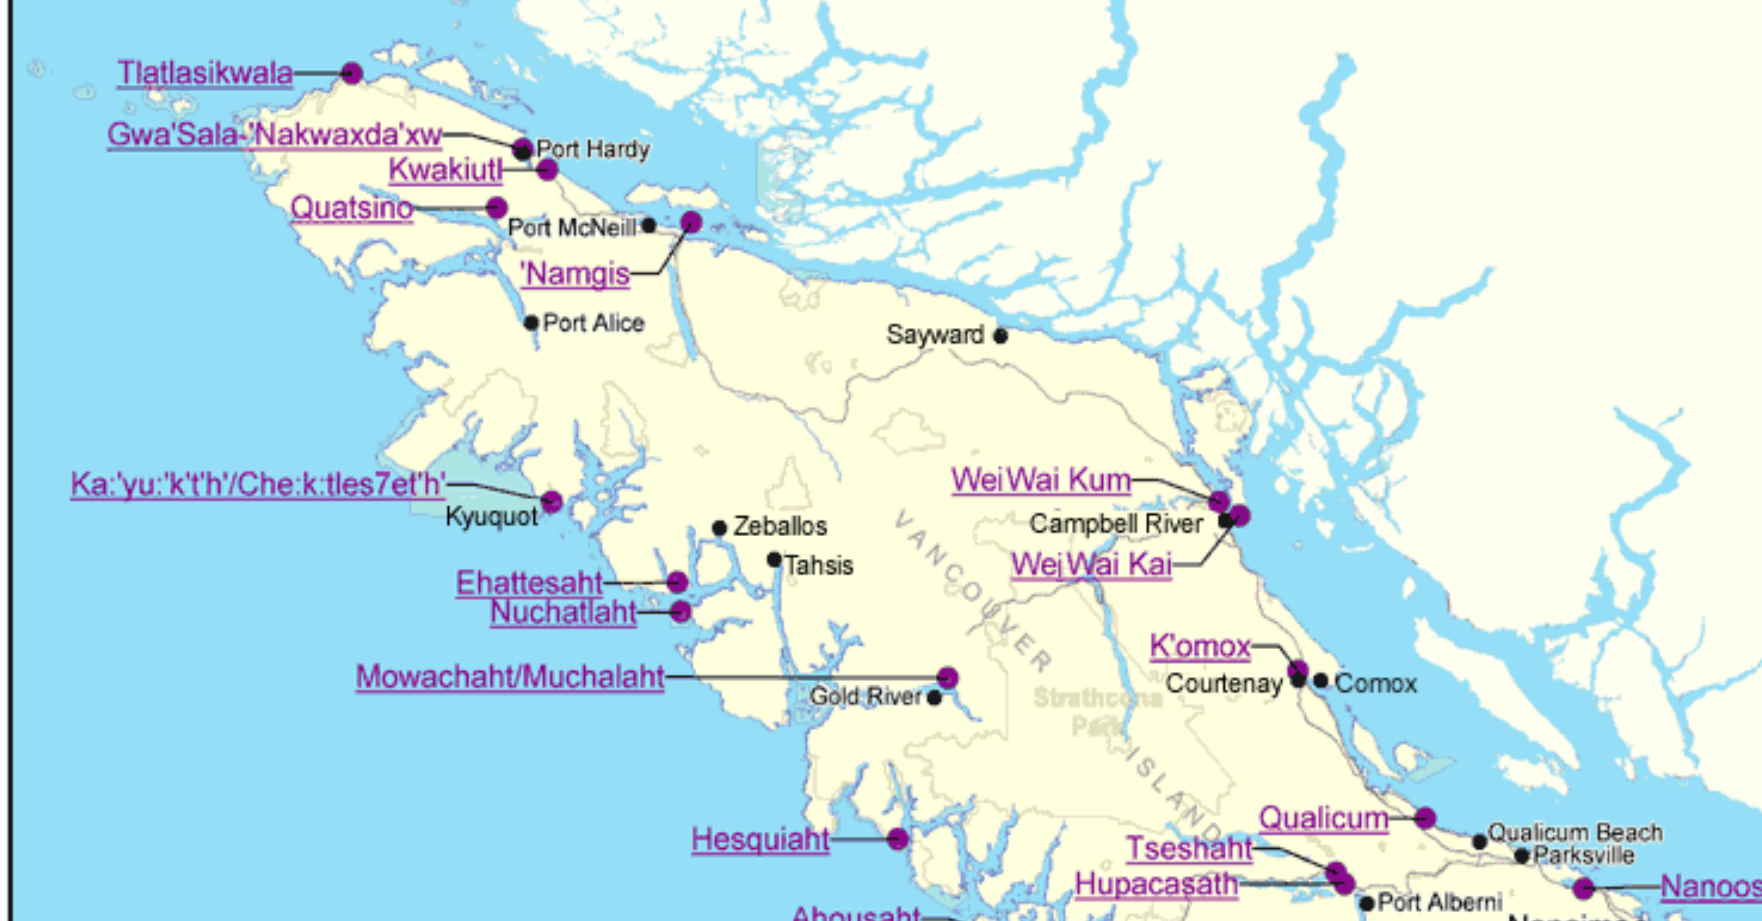 Tlatlasikwala
Gwa'Sala-'Nakwaxda'xw
Port Hardy
Kwakiutl
Quatsino
Port McNeill
'Namgis
Port Alice
Sayward
Ka:'yu:'k't'h'/Che:k:tles7et'h'
Kyuquot
WeiWai Kum
Campbell River
Wei Wai Kai
Zeballos
Tahsis
VANCOUVER
ISLAND
Ehattesaht
Nuchatlaht
Mowachaht/Muchalaht
Gold River
Strathcona
Park
K'omox
Courtenay
Comox
Hesquiaht
Qualicum
Qualicum Beach
Parksville
Tseshaht
Hupacasath
Port Alberni
Nanoos
Ahousaht